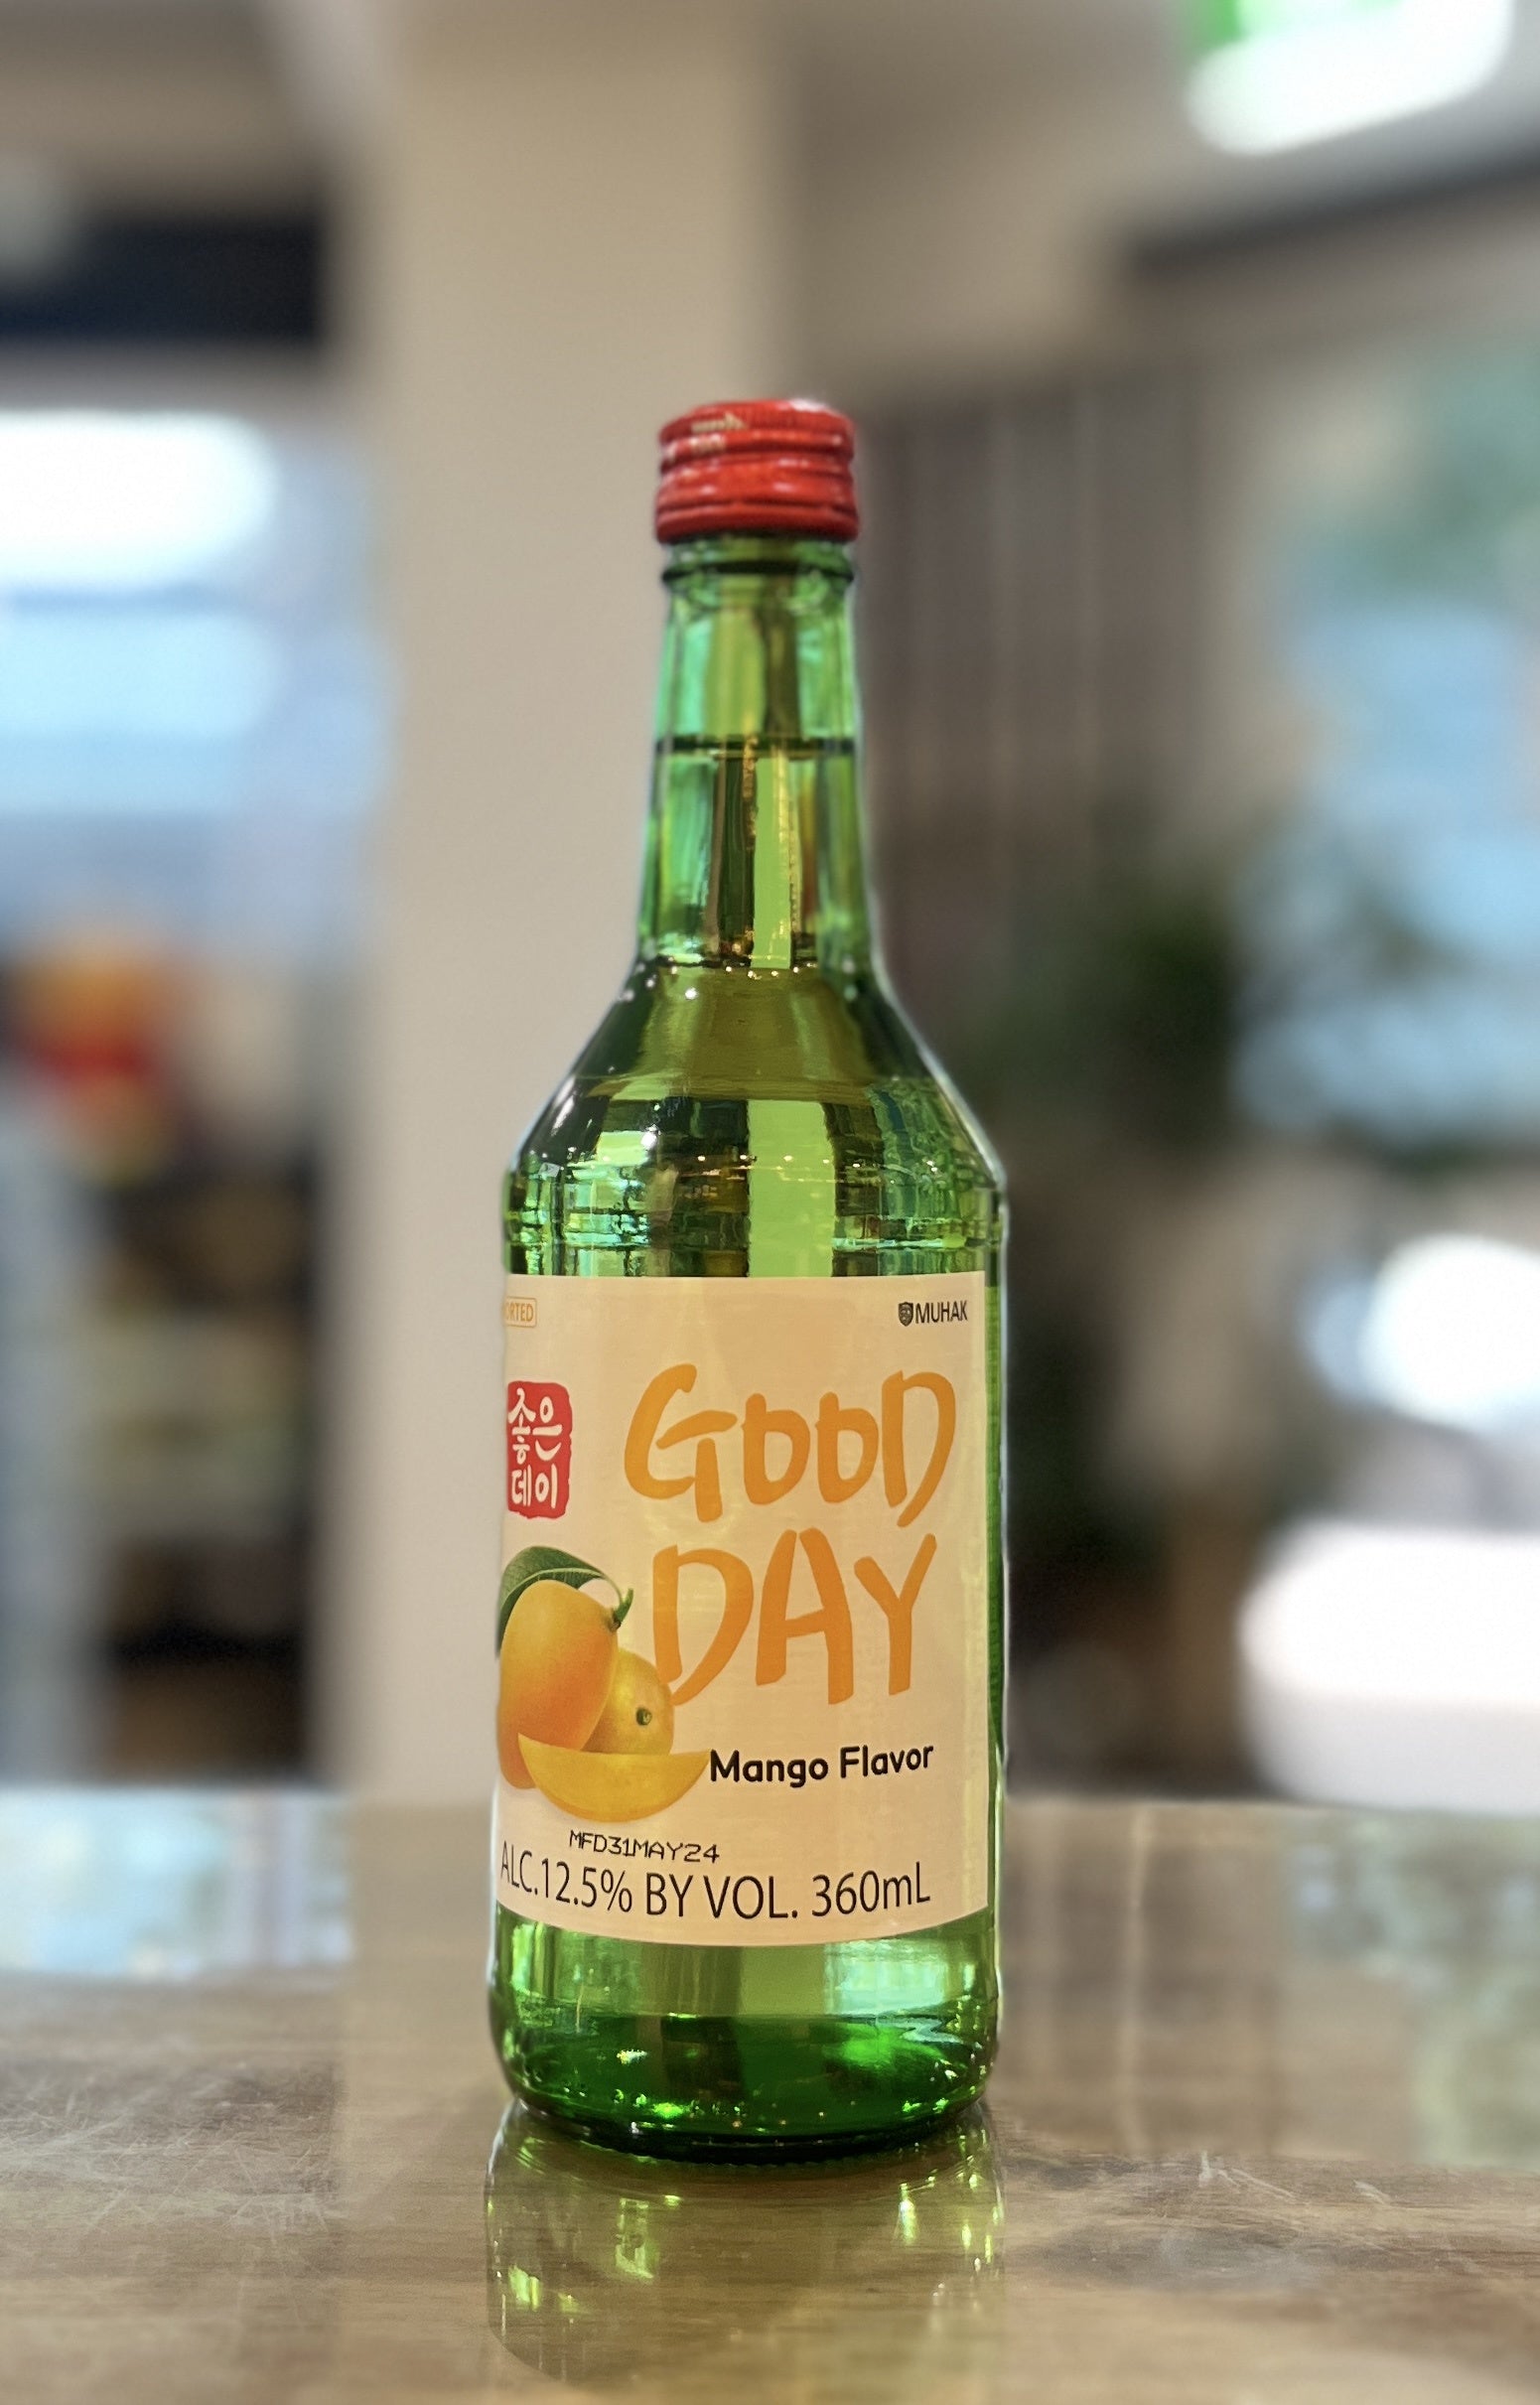 MUHAK
좋은
데이
GOOD
DAY
Mango Flavor
MFD31MAY24
ALC.12.5% BY VOL. 360mL